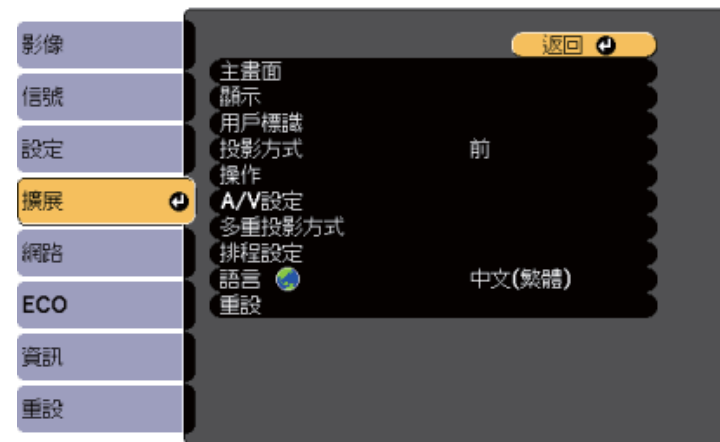 影像
信號
設定
擴展
網路
ECO
資訊
重設
返回
主畫面
顯示
用戶標識
投影方式 前
操作
A/V設定
多重投影方式
排程設定
語言 中文(繁體)
重設